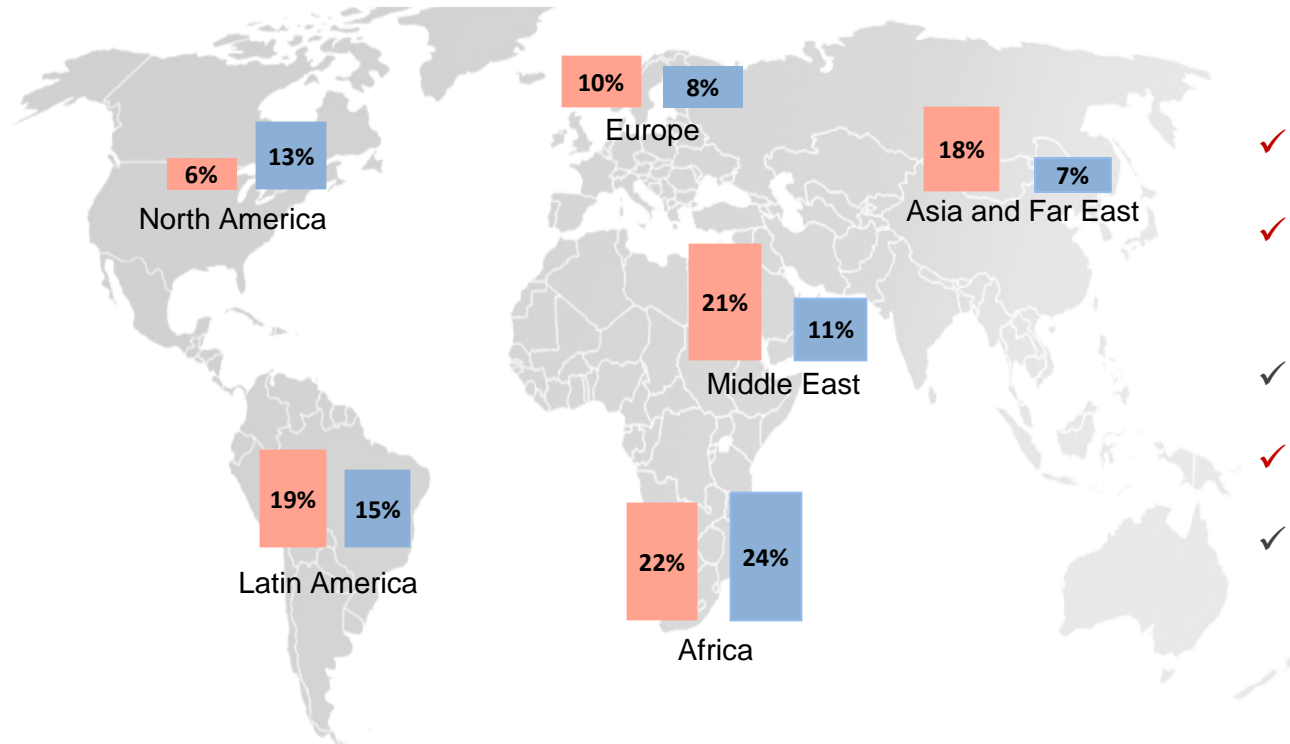 10%
8%
Europe
13%
6%
North America
18%
7%
Asia and Far East
21%
11%
Middle East
19%
15%
Latin America
22%
24%
Africa